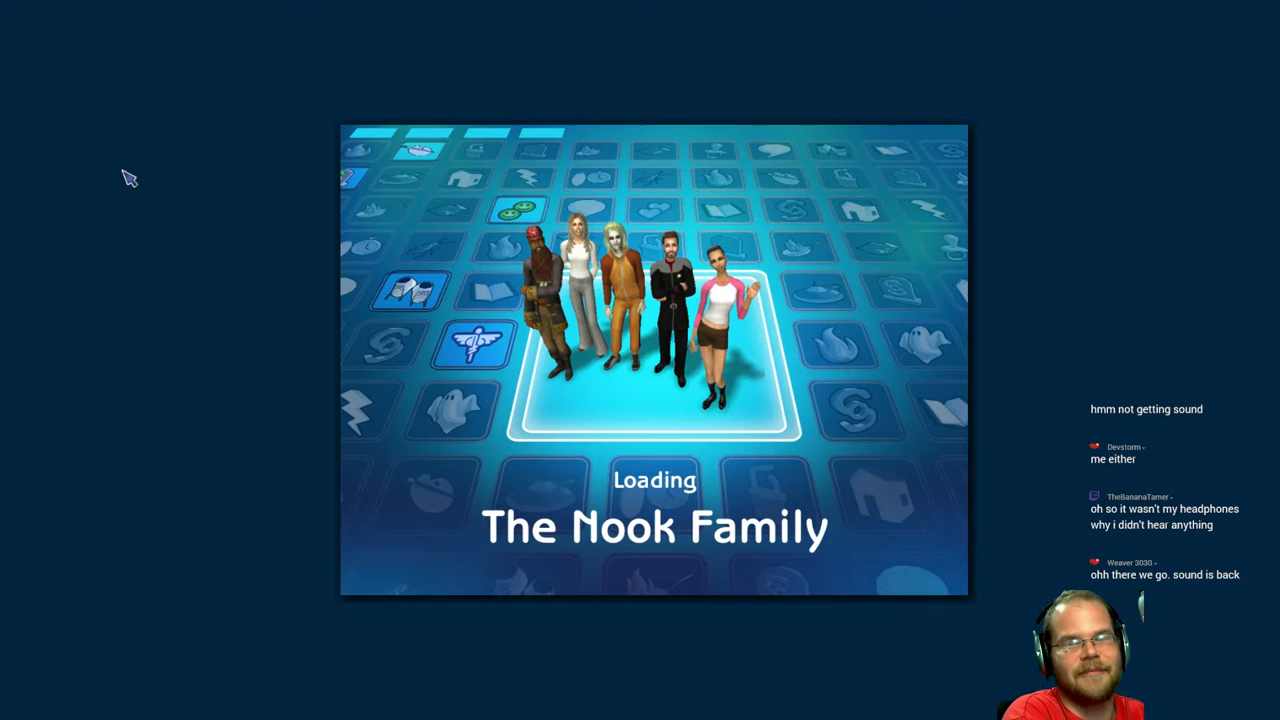 Loading
The Nook Family
hmm not getting sound
Devstorm -
me either
TheBananaTamer -
oh so it wasn't my headphones
why i didn't hear anything
Weaver 3030 -
ohh there we go. sound is back